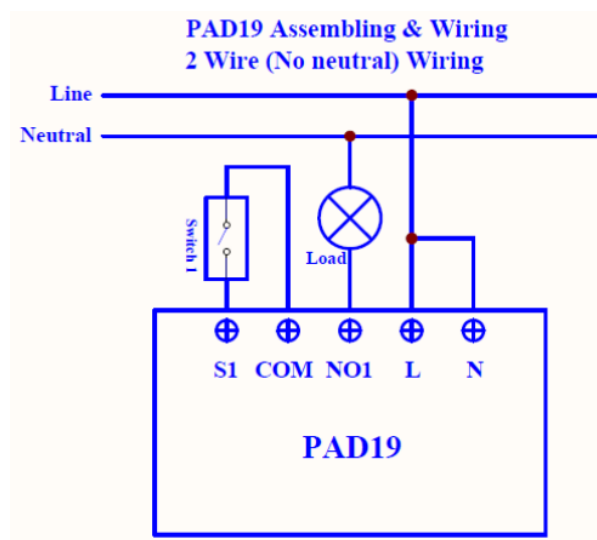 PAD19 Assembling & Wiring
2 Wire (No neutral) Wiring
Line
Neutral
Switch 1
Load
S1 COM NO1 L N
PAD19